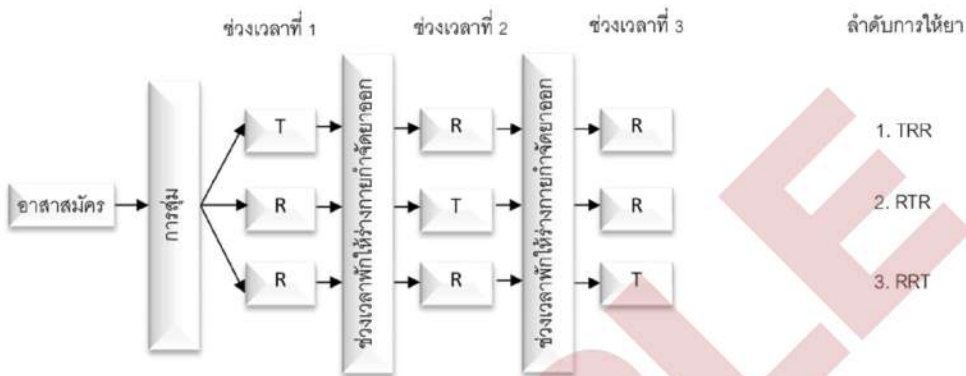 ช่วงเวลาที่ 1 ช่วงเวลาที่ 2 ช่วงเวลาที่ 3 ลำดับการให้ยา
อาสาสมัคร
การสุ่ม
T
R
R
ช่วงเวลาพักให้ร่างกายกำจัดยาออก
R
T
R
ช่วงเวลาพักให้ร่างกายกำจัดยาออก
R
R
T
1. TRR
2. RTR
3. RRT